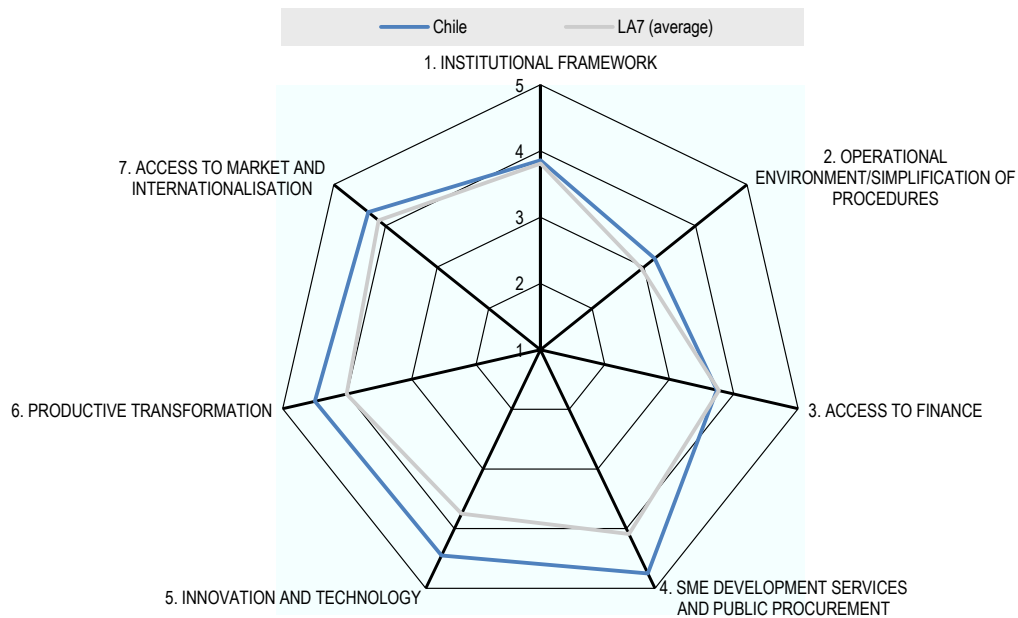 Chile LA7 (average)
1. INSTITUTIONAL FRAMEWORK
5
4
3
2
1
2. OPERATIONAL
ENVIRONMENT/SIMPLIFICATION OF
PROCEDURES
3. ACCESS TO FINANCE
4. SME DEVELOPMENT SERVICES
AND PUBLIC PROCUREMENT
5. INNOVATION AND TECHNOLOGY
6. PRODUCTIVE TRANSFORMATION
7. ACCESS TO MARKET AND
INTERNATIONALISATION